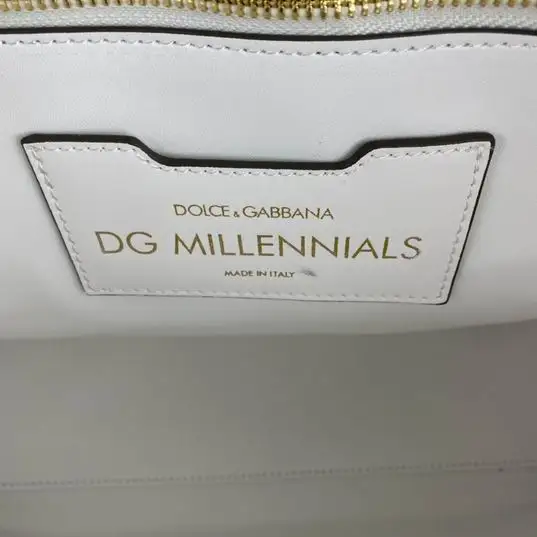 DOLCE & GABBANA
DG MILLENNIALS
MADE IN ITALY